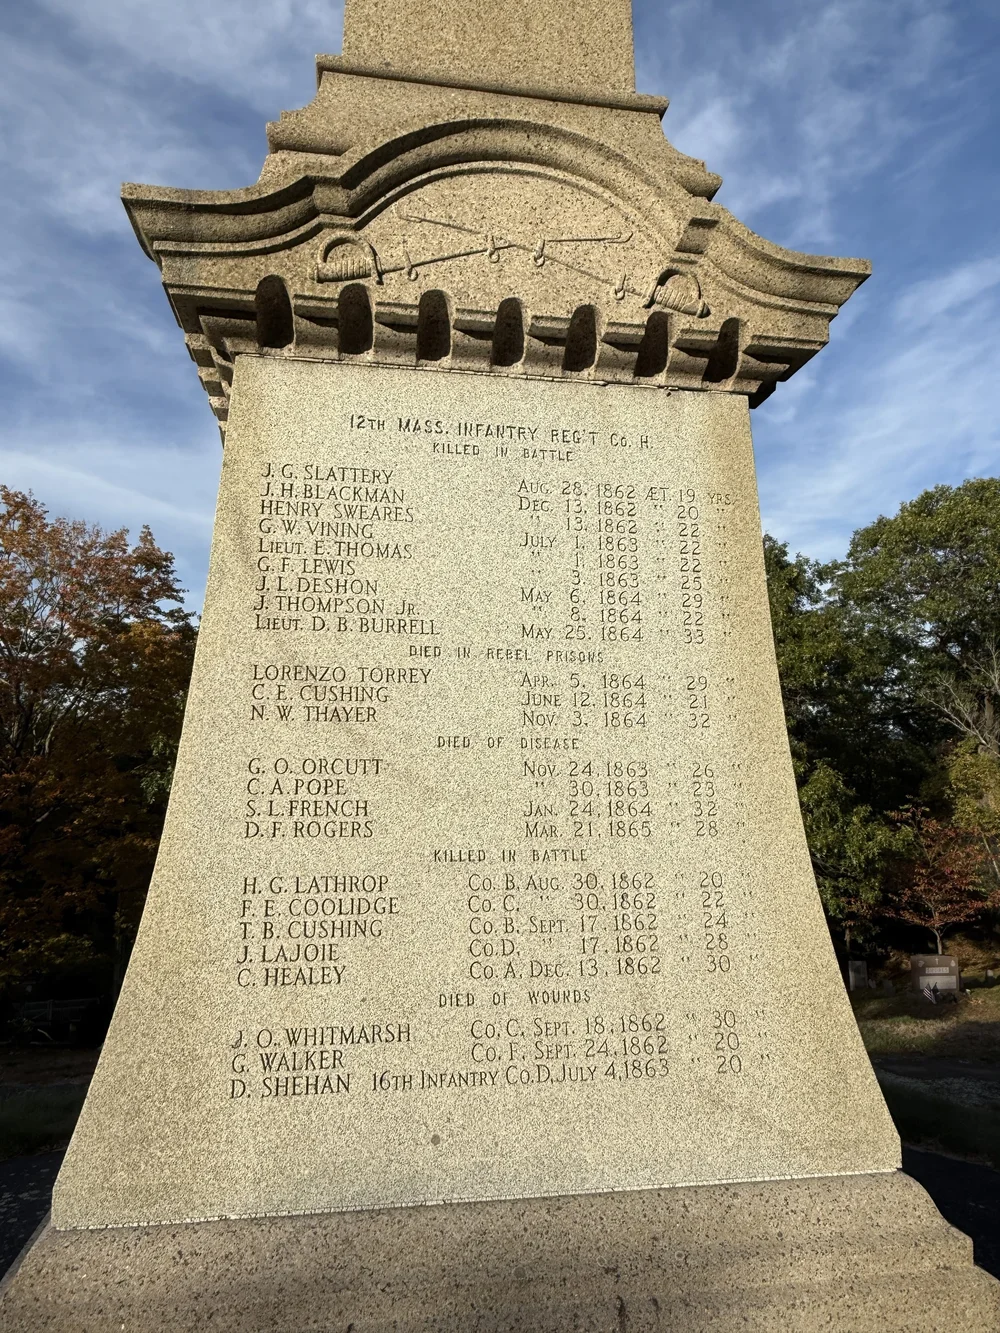 12TH MASS. INFANTRY REG'T CO. H
KILLED IN BATTLE
J. G. SLATTERY AUG. 28, 1862 ÆT. 19 YRS.
J. H. BLACKMAN DEC. 13, 1862 " 20 "
HENRY SWEARES " 13, 1862 " 22 "
G. W. VINING JULY 1, 1863 " 22 "
LIEUT. E. THOMAS " 1, 1863 " 22 "
G. F. LEWIS " 3, 1863 " 25 "
J. L. DESHON MAY 6, 1864 " 29 "
J. THOMPSON JR. " 8, 1864 " 22 "
LIEUT. D. B. BURRELL MAY 25, 1864 " 33 "
DIED IN REBEL PRISONS
LORENZO TORREY APR. 5, 1864 " 29 "
C. E. CUSHING JUNE 12, 1864 " 21 "
N. W. THAYER NOV. 3, 1864 " 32 "
DIED OF DISEASE
G. O. ORCUTT NOV. 24, 1863 " 26 "
C. A. POPE " 30, 1863 " 23 "
S. L. FRENCH JAN. 24, 1864 " 32 "
D. F. ROGERS MAR. 21, 1865 " 28 "
KILLED IN BATTLE
H. G. LATHROP CO. B, AUG. 30, 1862 " 20 "
F. E. COOLIDGE CO. C, " 30, 1862 " 22 "
T. B. CUSHING CO. B, SEPT. 17, 1862 " 24 "
J. LAJOIE CO. D, " 17, 1862 " 28 "
C. HEALEY CO. A, DEC. 13, 1862 " 30 "
DIED OF WOUNDS
J. O. WHITMARSH CO. C, SEPT. 18, 1862 " 30 "
G. WALKER CO. F, SEPT. 24, 1862 " 20 "
D. SHEHAN 16TH INFANTRY CO. D, JULY 4, 1863 " 20 "